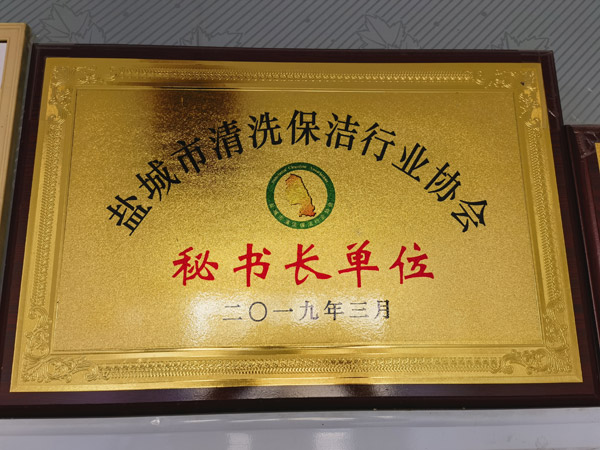 盐城市清洗保洁行业协会
秘书长单位
二〇一九年三月